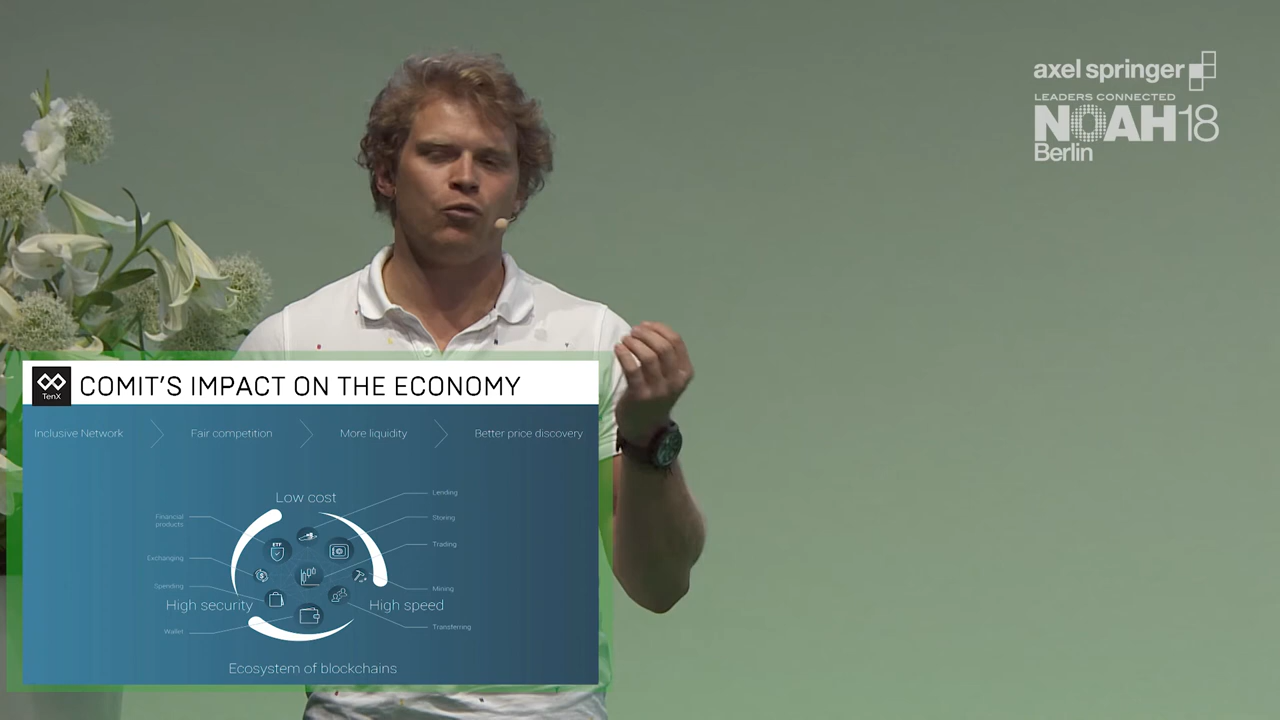 axel springer
LEADERS CONNECTED
NOAH18
Berlin
TenX
COMIT'S IMPACT ON THE ECONOMY
Inclusive Network
Fair competition
More liquidity
Better price discovery
Low cost
Lending
Financial
products
Storing
ETF
Trading
Exchanging
Spending
Mining
High security
High speed
Wallet
Transferring
Ecosystem of blockchains